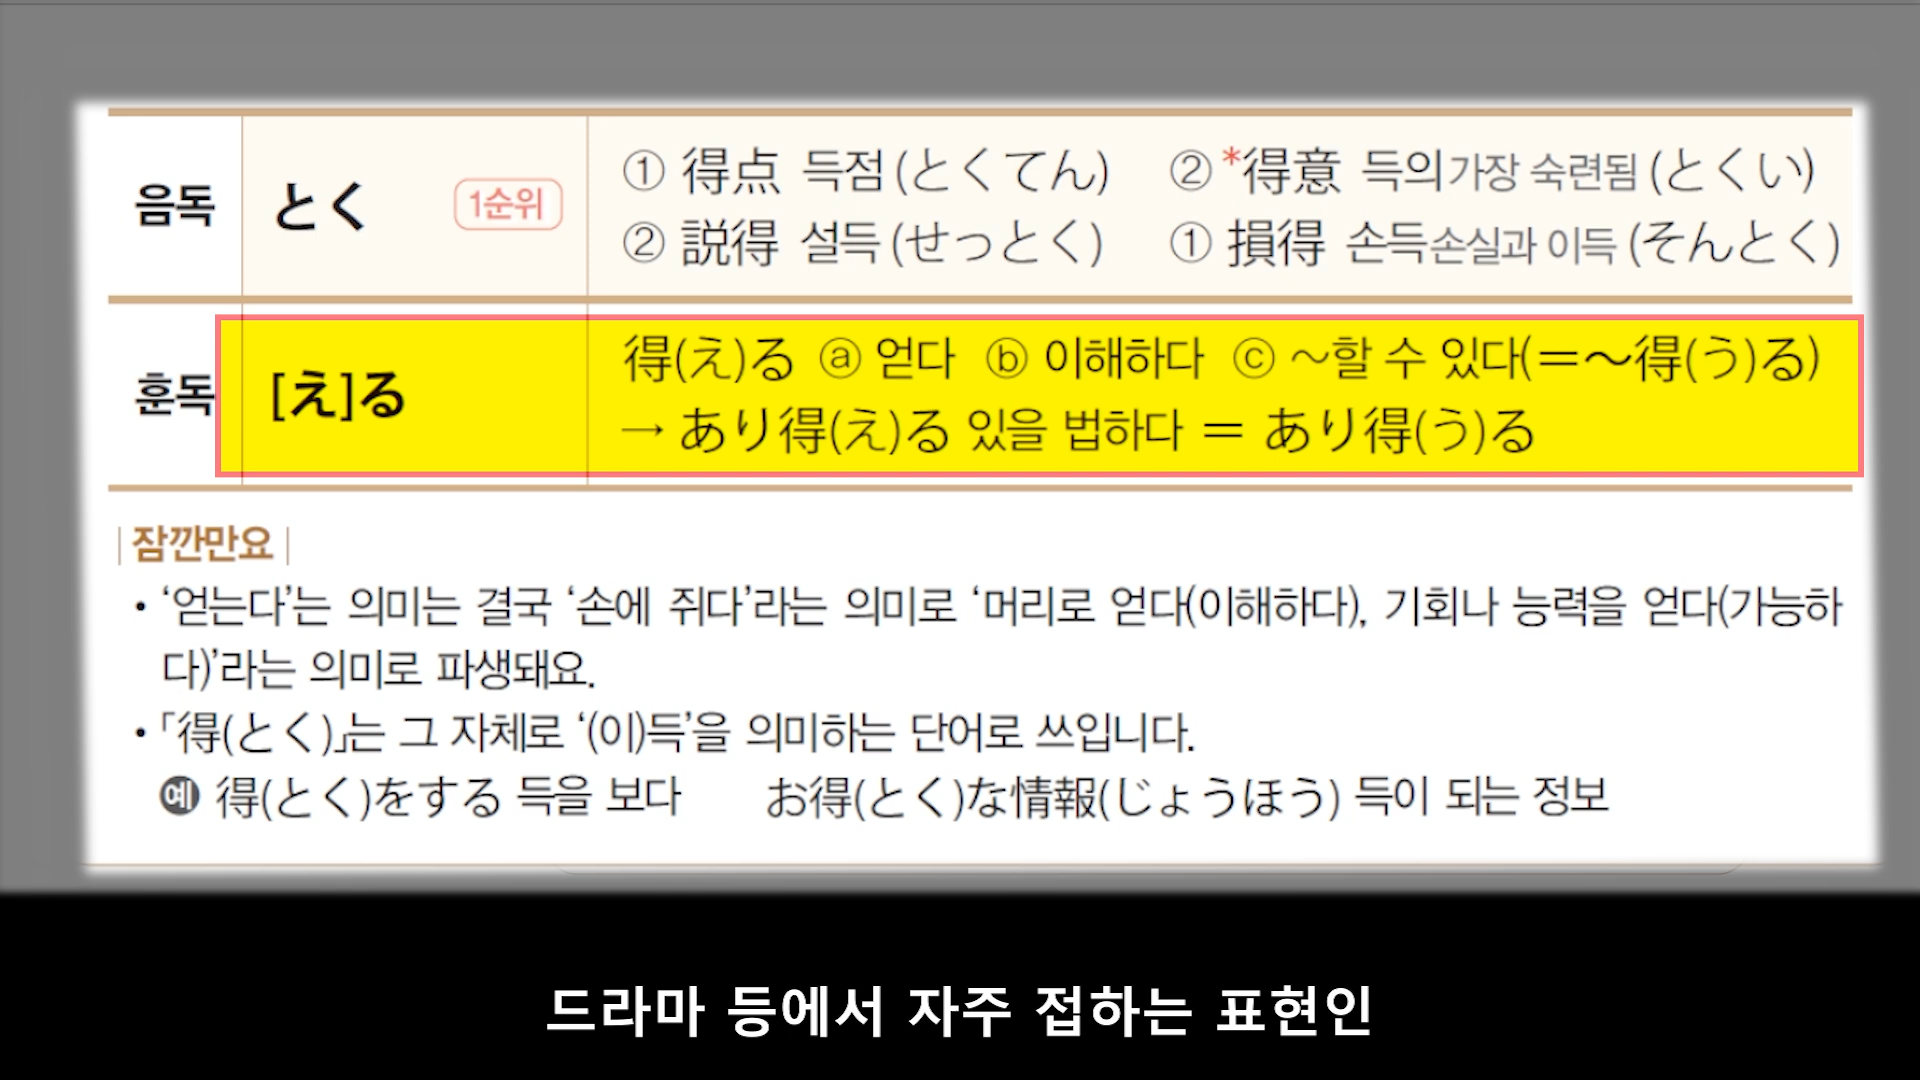 음독 とく 1순위 ① 得点 득점(とくてん) ② *得意 득의가장 숙련됨(とくい)
② 説得 설득(せっとく) ① 損得 손득손실과 이득(そんとく)
훈독 [え]る 得(え)る ⓐ 얻다 ⓑ 이해하다 ⓒ ～할 수 있다(＝～得(う)る)
→ あり得(え)る 있을 법하다 ＝ あり得(う)る
잠깐만요
• ‘얻는다’는 의미는 결국 ‘손에 쥐다’라는 의미로 ‘머리로 얻다(이해하다), 기회나 능력을 얻다(가능하
다)’라는 의미로 파생돼요.
• 「得(とく)」는 그 자체로 ‘(이)득’을 의미하는 단어로 쓰입니다.
예 得(とく)をする 득을 보다 お得(とく)な情報(じょうほう) 득이 되는 정보
드라마 등에서 자주 접하는 표현인